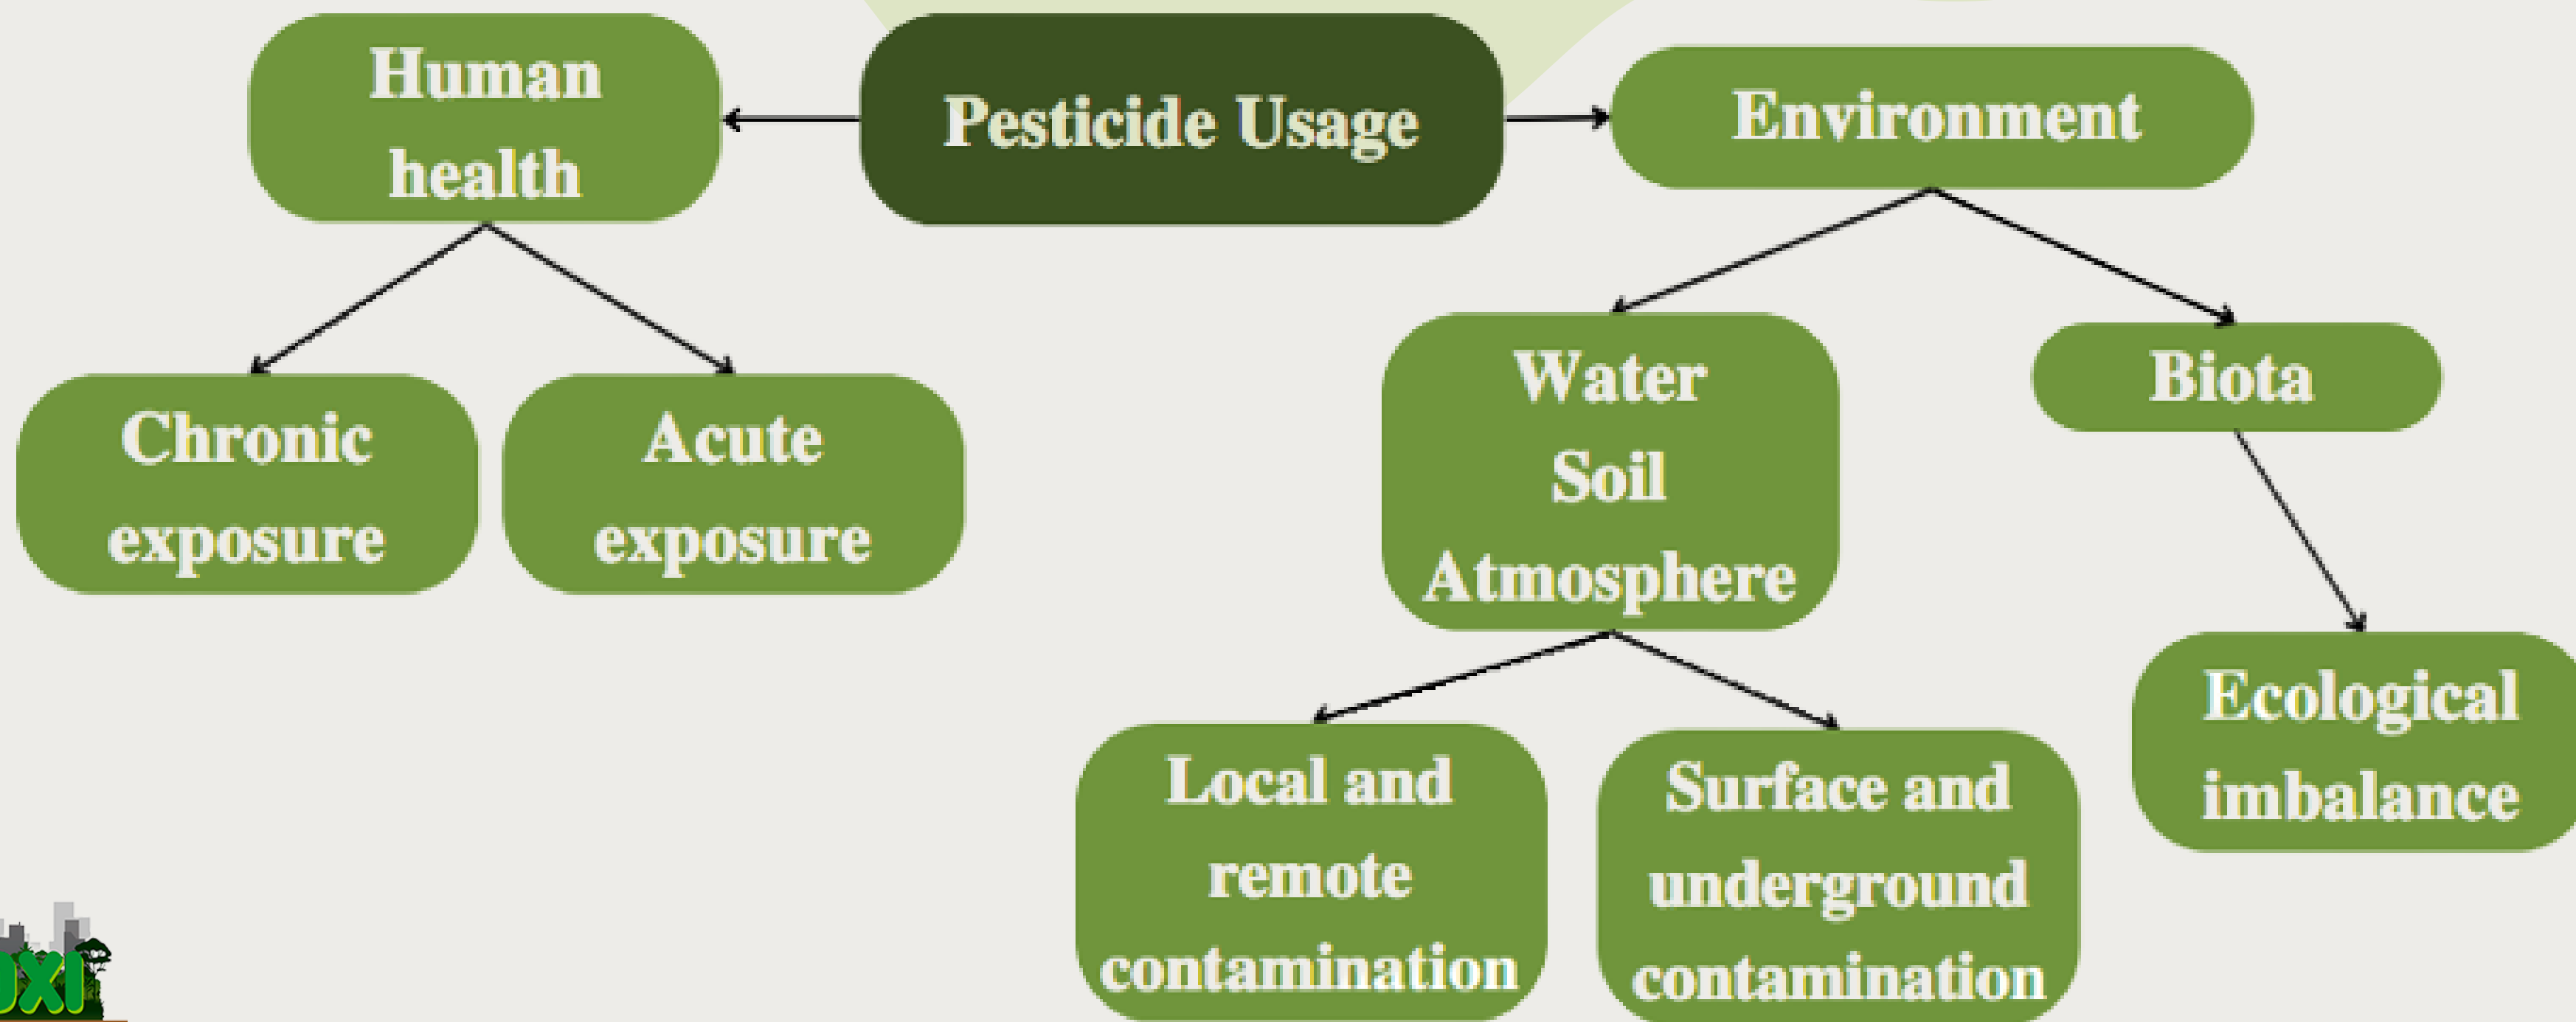 Human
health
Pesticide Usage
Environment
Chronic
exposure
Acute
exposure
Water
Soil
Atmosphere
Biota
Local and
remote
contamination
Surface and
underground
contamination
Ecological
imbalance